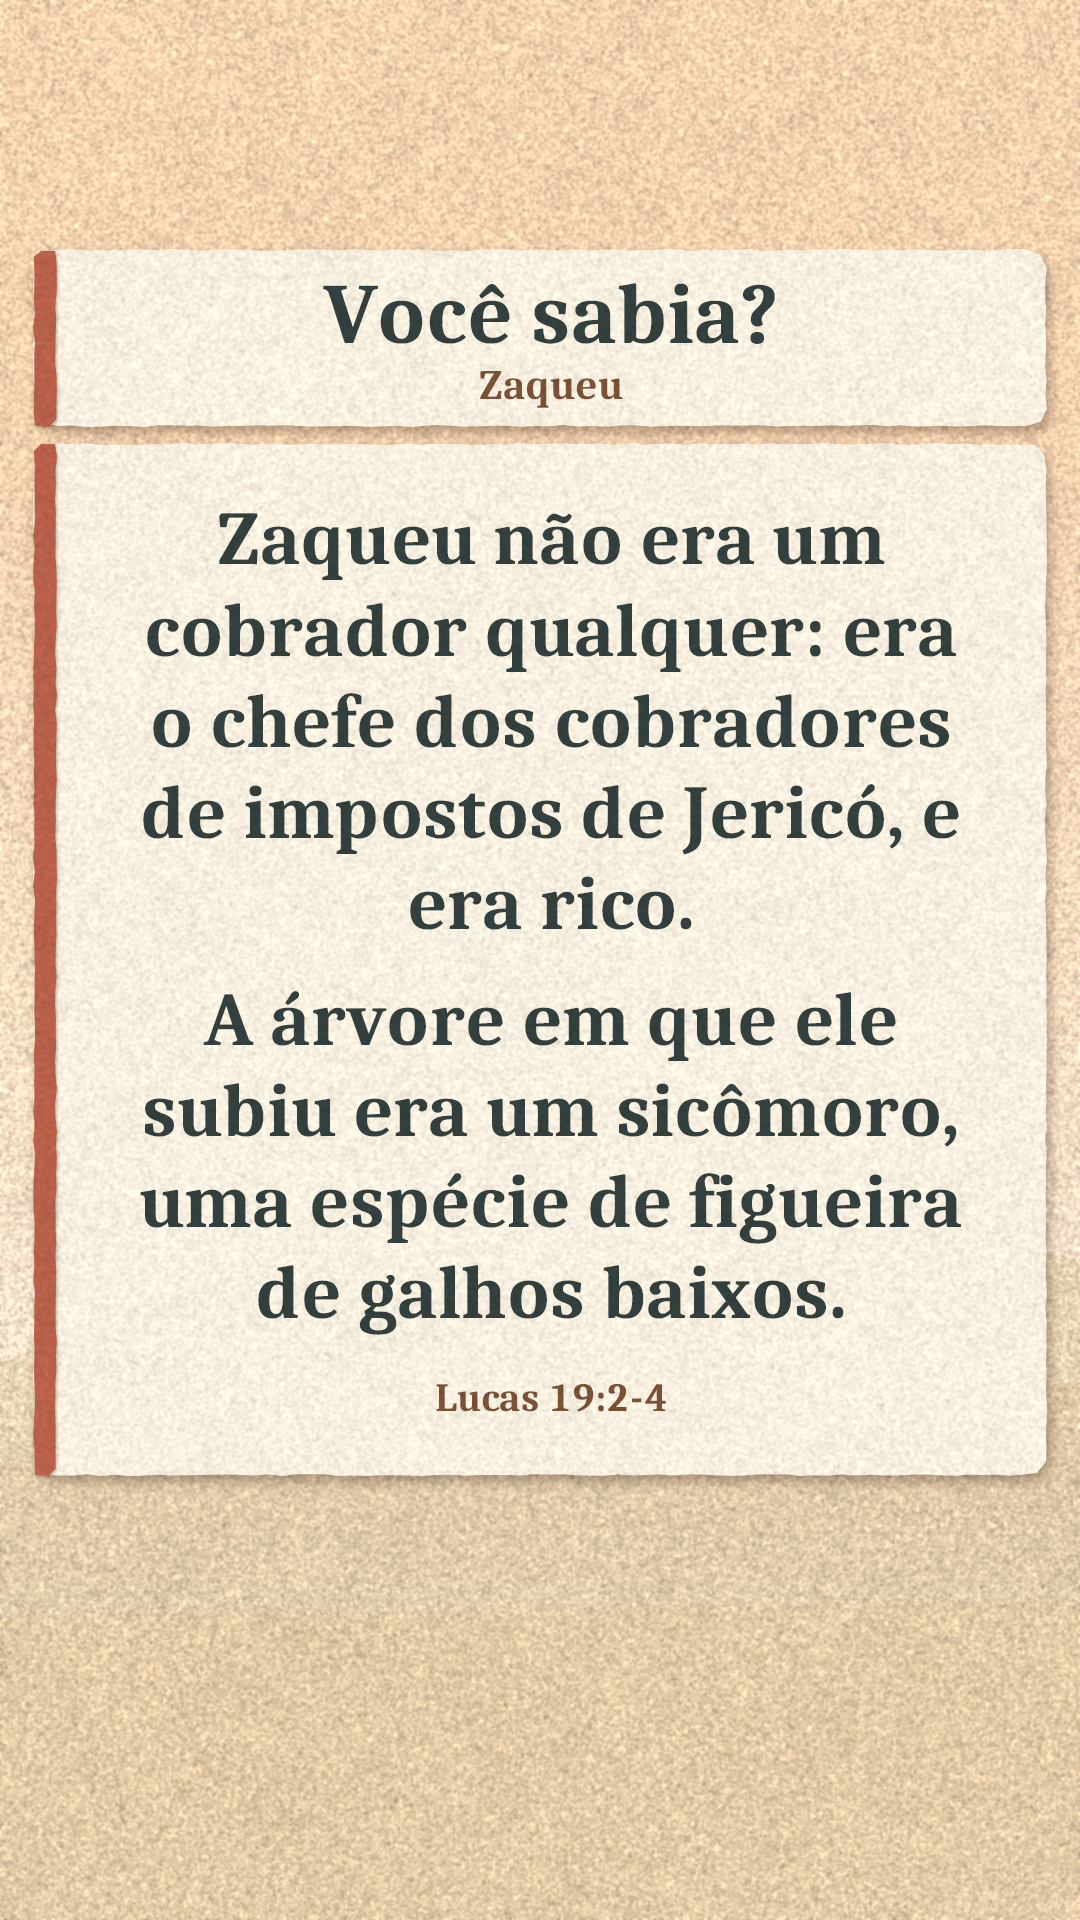 Você sabia?
Zaqueu
Zaqueu não era um
cobrador qualquer: era
o chefe dos cobradores
de impostos de Jericó, e
era rico.
A árvore em que ele
subiu era um sicômoro,
uma espécie de figueira
de galhos baixos.
Lucas 19:2-4